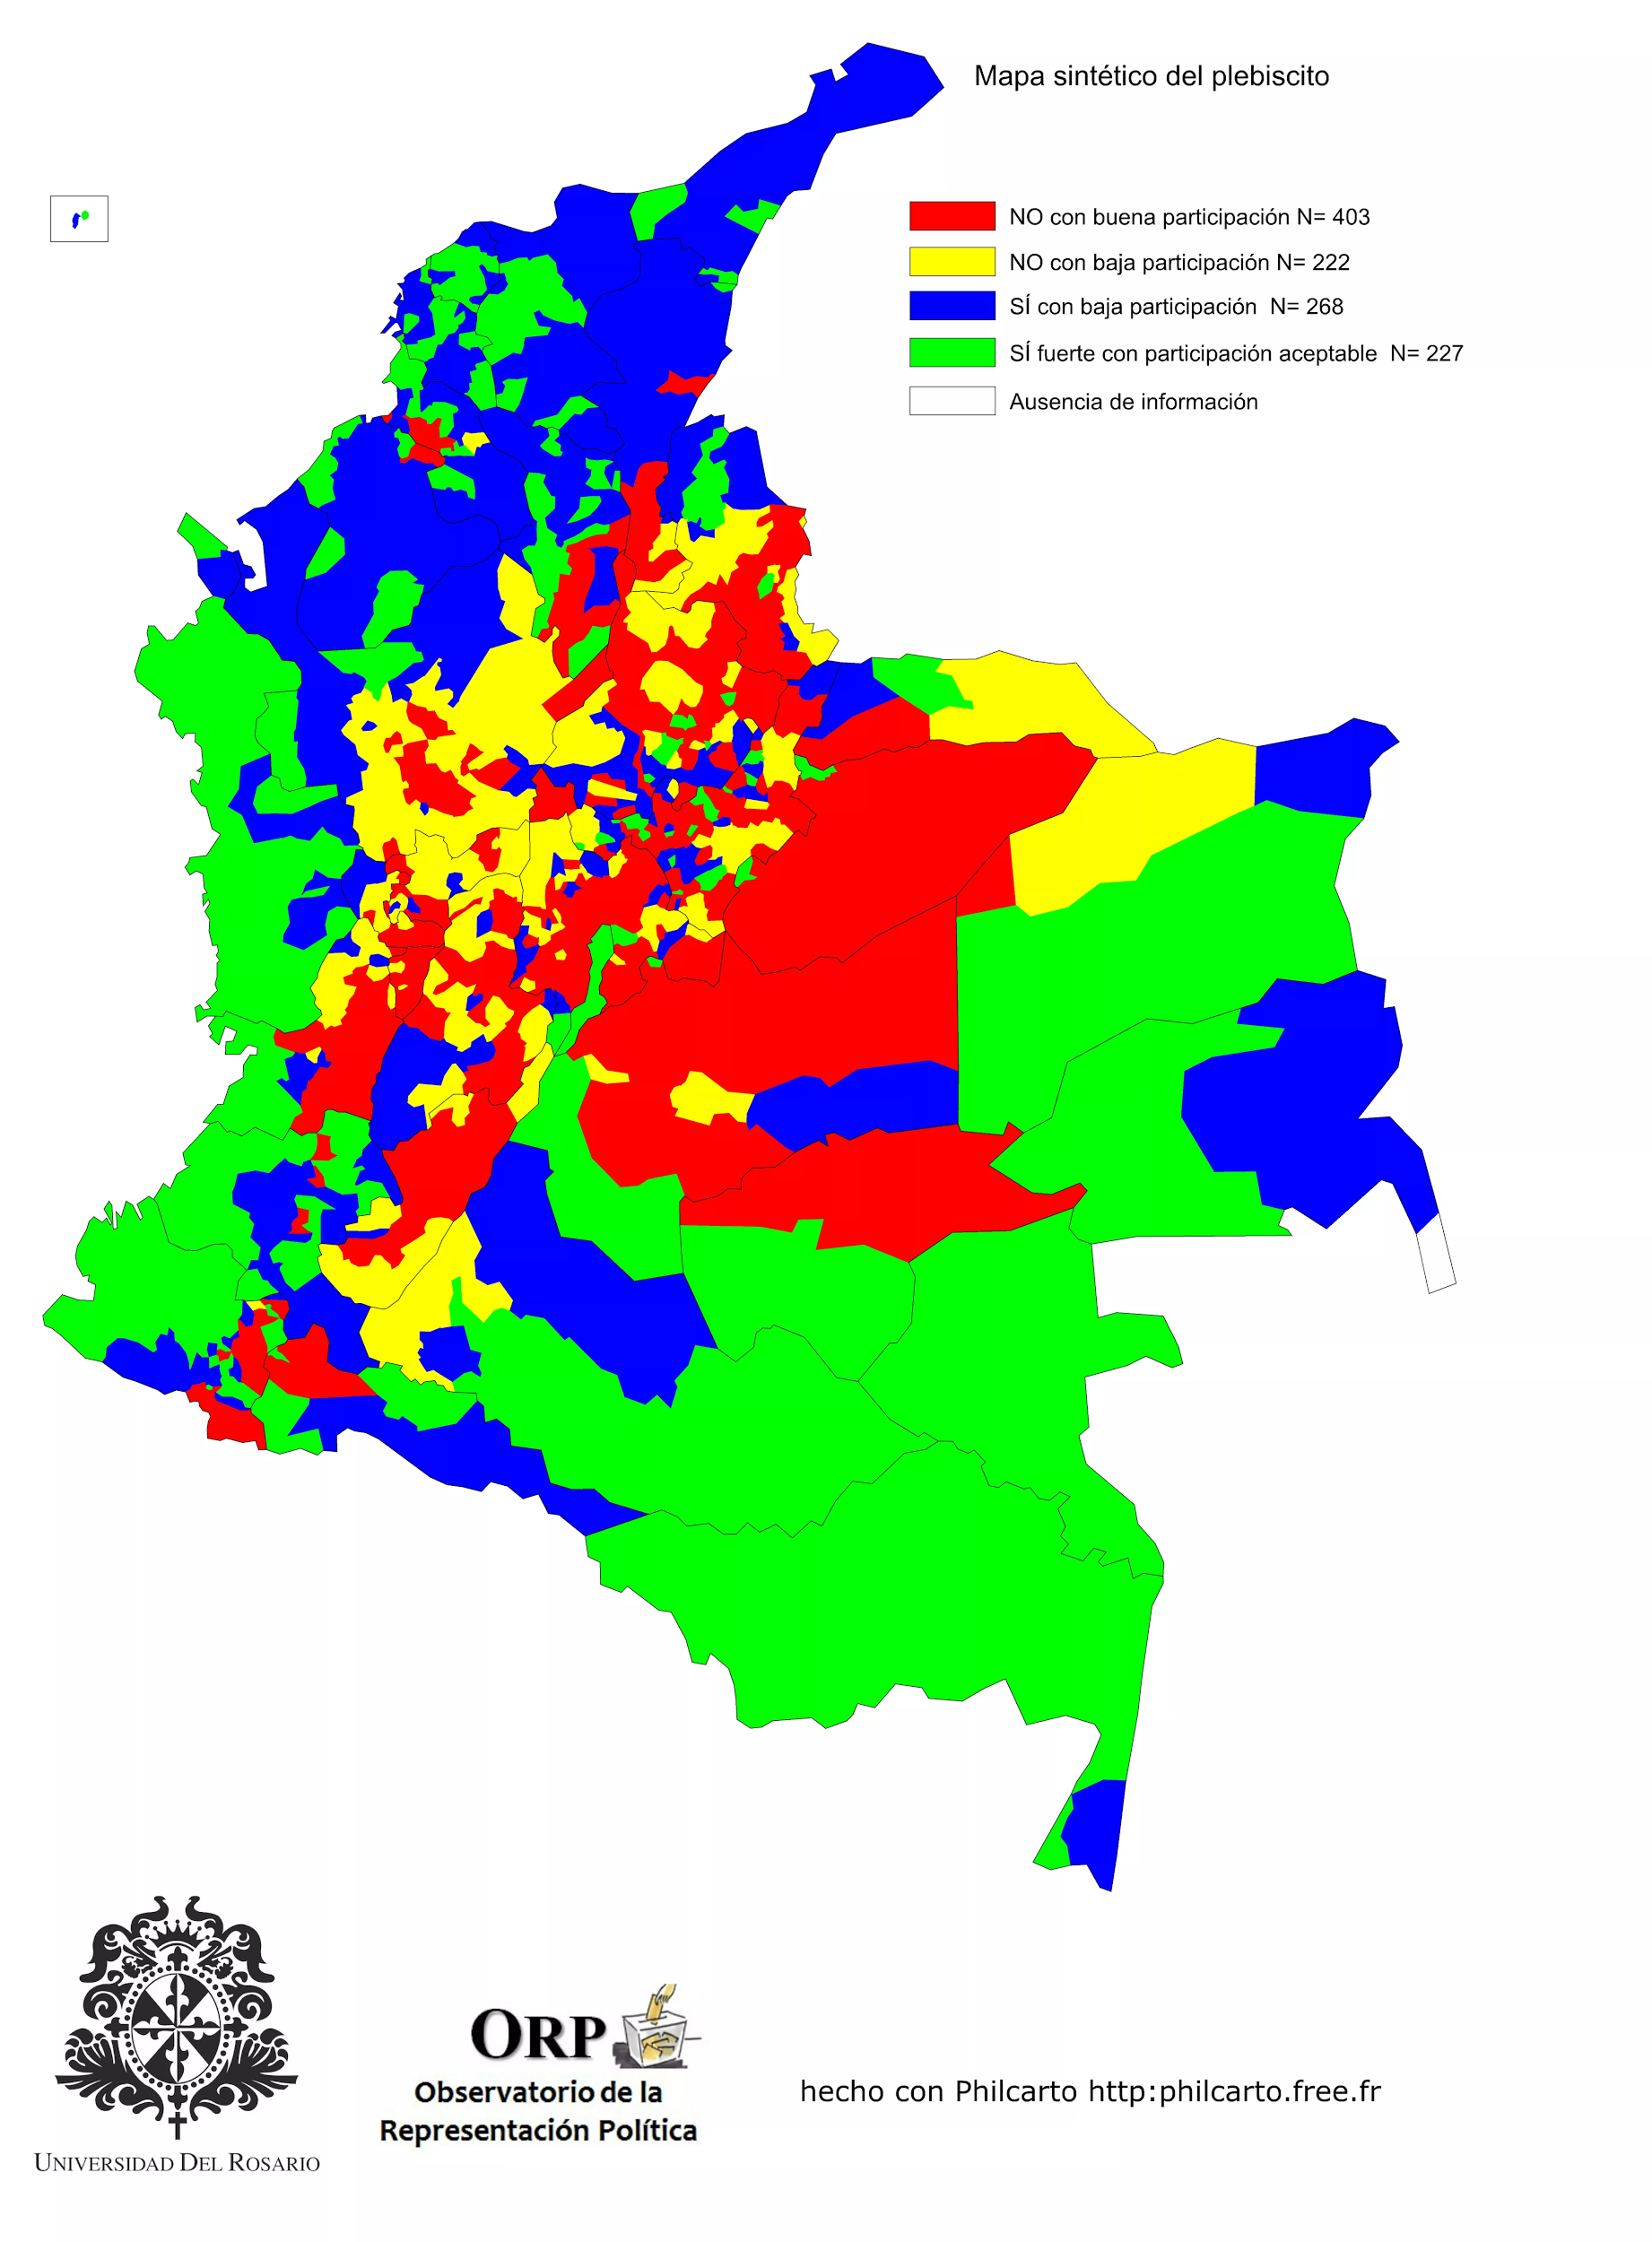 Mapa sintético del plebiscito
NO con buena participación N= 403
NO con baja participación N= 222
SÍ con baja participación N= 268
SÍ fuerte con participación aceptable N= 227
Ausencia de información
ORP
Observatorio de la
Representación Política
hecho con Philcarto http:philcarto.free.fr
UNIVERSIDAD DEL ROSARIO